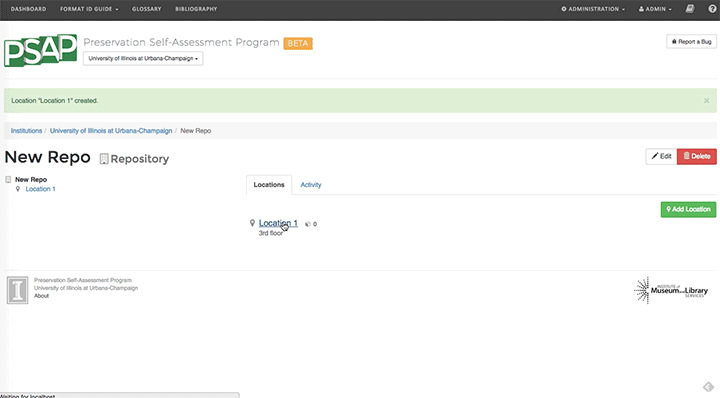 DASHBOARD FORMAT ID GUIDE GLOSSARY BIBLIOGRAPHY ADMINISTRATION ADMIN
PSAP Preservation Self-Assessment Program BETA
Report a Bug
University of Illinois at Urbana-Champaign
Location "Location 1" created. ×
Institutions / University of Illinois at Urbana-Champaign / New Repo
New Repo Repository Edit Delete
New Repo
Location 1
Locations Activity
Add Location
Location 1 0
3rd floor
Preservation Self-Assessment Program
University of Illinois at Urbana-Champaign
About
INSTITUTE of
Museum and Library
SERVICES
Waiting for localhost